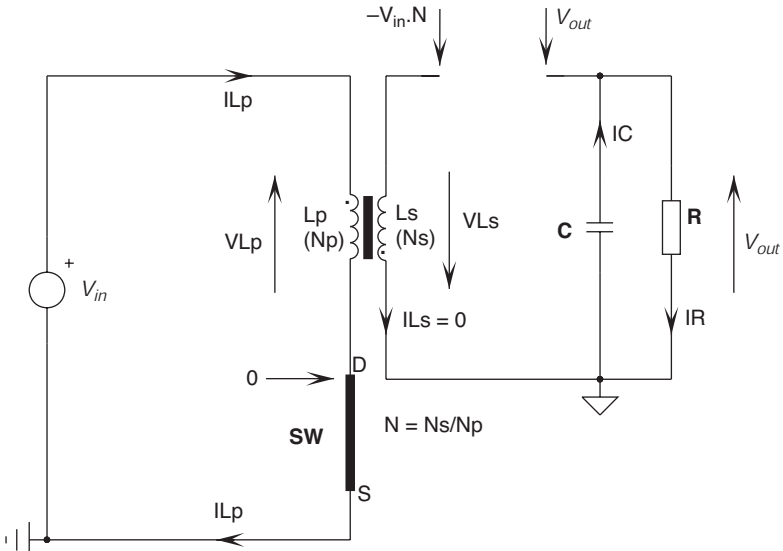 –Vin.N
Vout
ILp
IC
Lp
(Np)
Ls
(Ns)
VLp
VLs
C
R
Vout
+
Vin
ILs = 0
IR
0
D
SW
N = Ns/Np
S
ILp